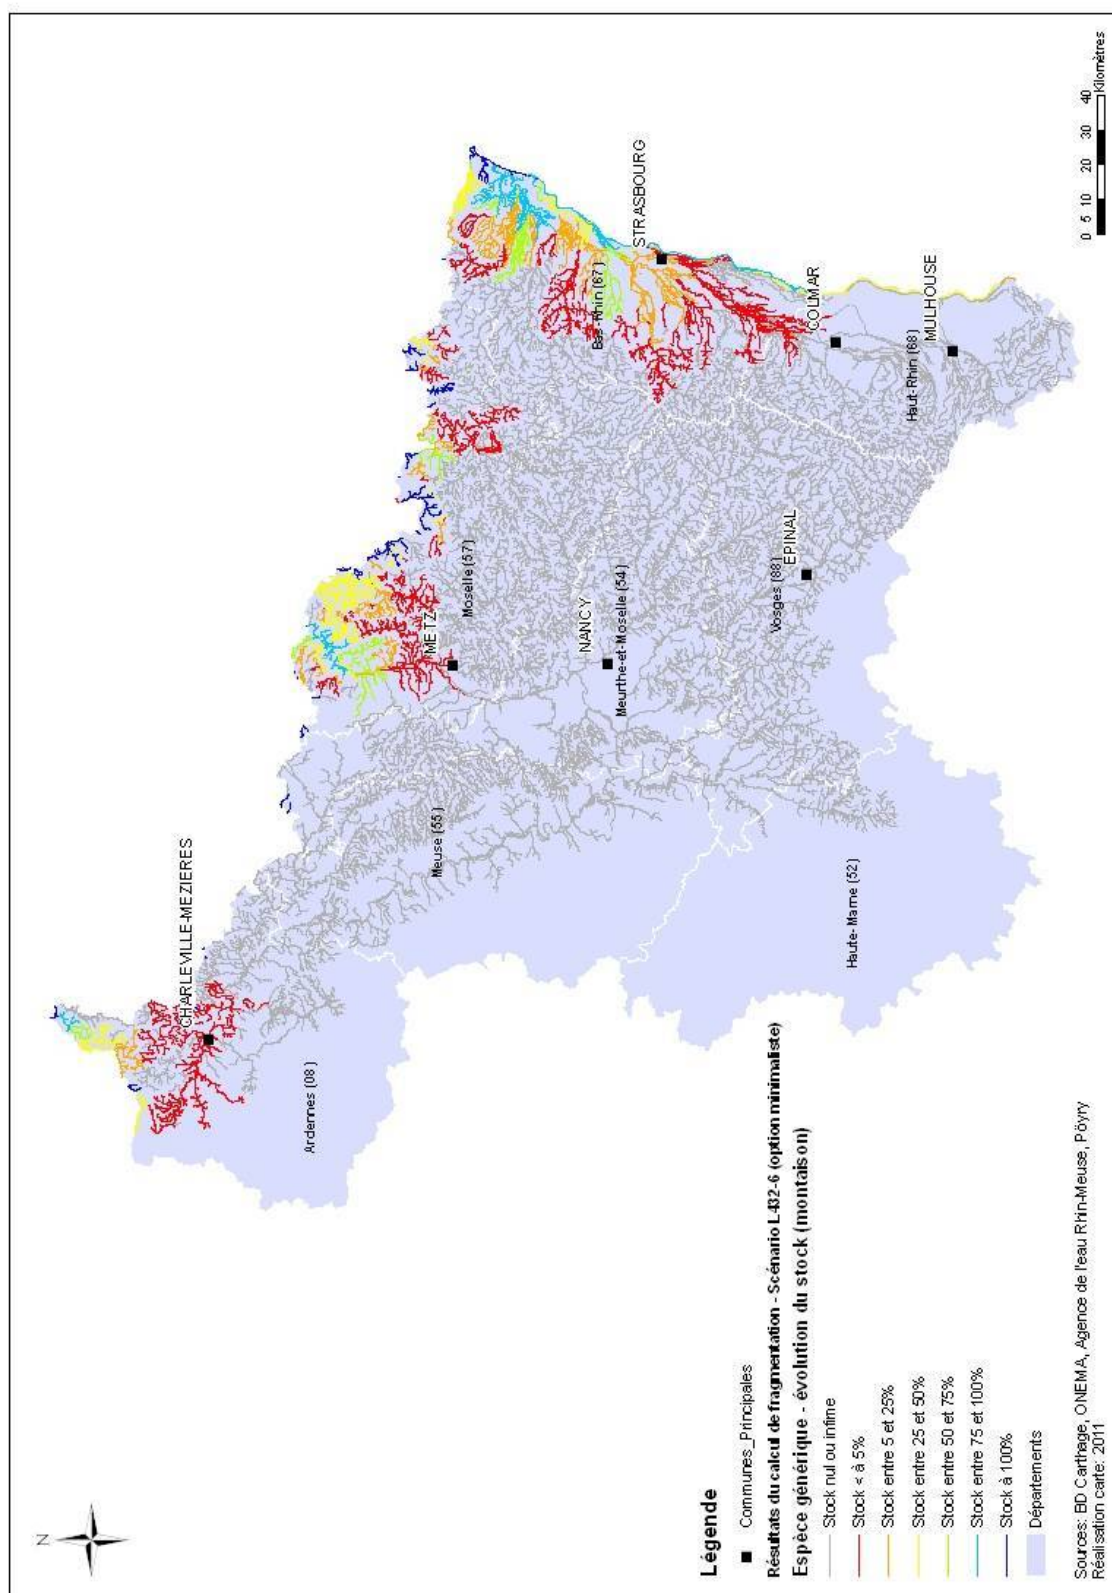 N
CHARLEVILLE-MEZIERES
Ardennes (08)
Meuse (55)
METZ
Moselle (57)
NANCY
Meurthe-et-Moselle (54)
STRASBOURG
Bas-Rhin (67)
COLMAR
Haut-Rhin (68)
MULHOUSE
Vosges (88)
EPINAL
Haute-Marne (52)
Légende
Communes_Principales
Résultats du calcul de fragmentation - Scénario L432-6 (option minimaliste)
Espèce générique - évolution du stock (montaison)
Stock nul ou infime
Stock < à 5%
Stock entre 5 et 25%
Stock entre 25 et 50%
Stock entre 50 et 75%
Stock entre 75 et 100%
Stock à 100%
Départements
Sources: BD Carthage, ONEMA, Agence de l'eau Rhin-Meuse, Pöyry
Réalisation carte: 2011
0 5 10 20 30 40
Kilomètres